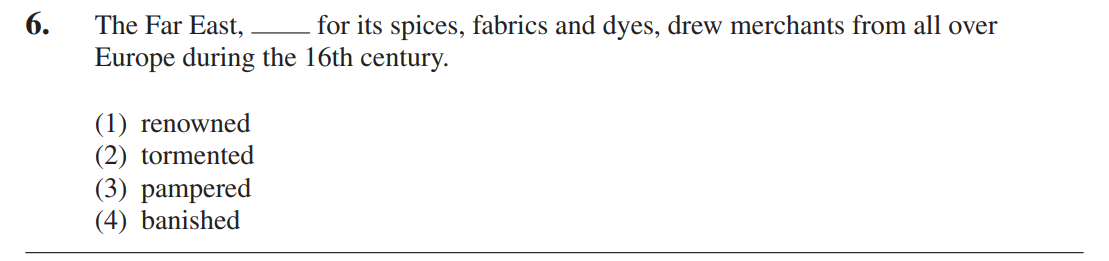 6. The Far East, ____ for its spices, fabrics and dyes, drew merchants from all over
Europe during the 16th century.
(1) renowned
(2) tormented
(3) pampered
(4) banished